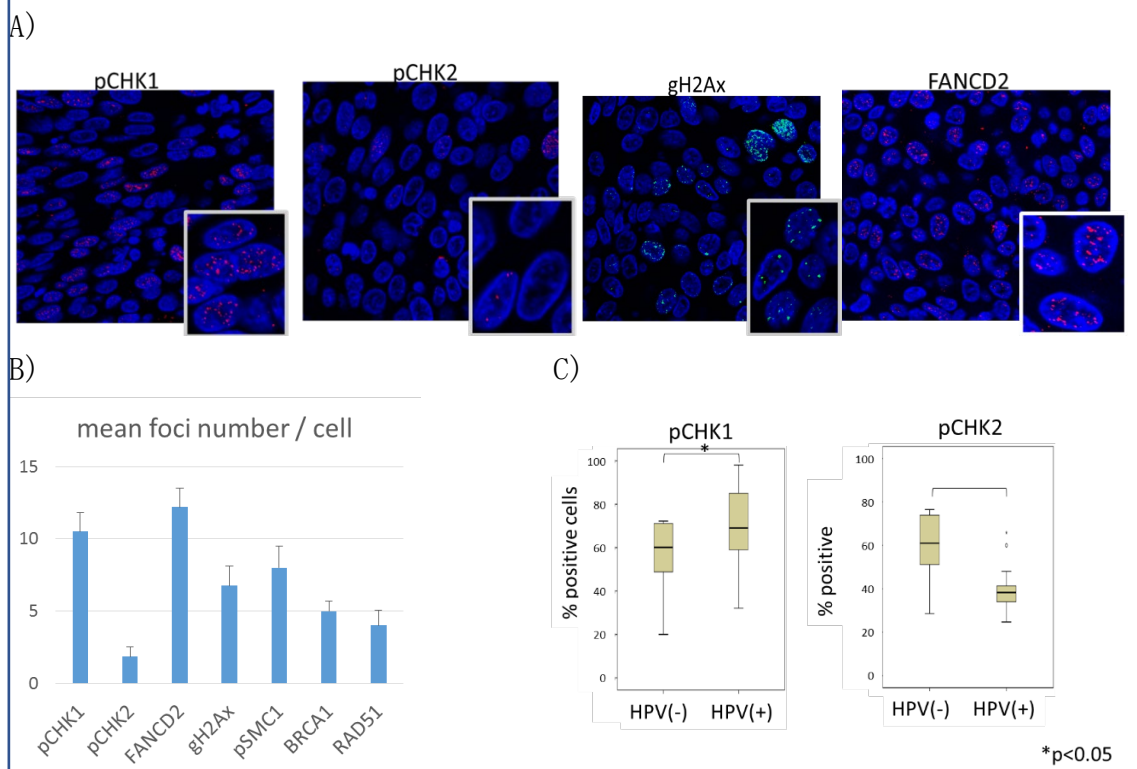 A)
pCHK1 pCHK2 gH2Ax FANCD2
B)
mean foci number / cell
15
10
5
0
pCHK1 pCHK2 FANCD2 gH2Ax pSMC1 BRCA1 RAD51
C)
pCHK1
*
% positive cells
100
80
60
40
20
0
HPV(-) HPV(+)
pCHK2
% positive
100
80
60
40
20
0
HPV(-) HPV(+)
*p<0.05